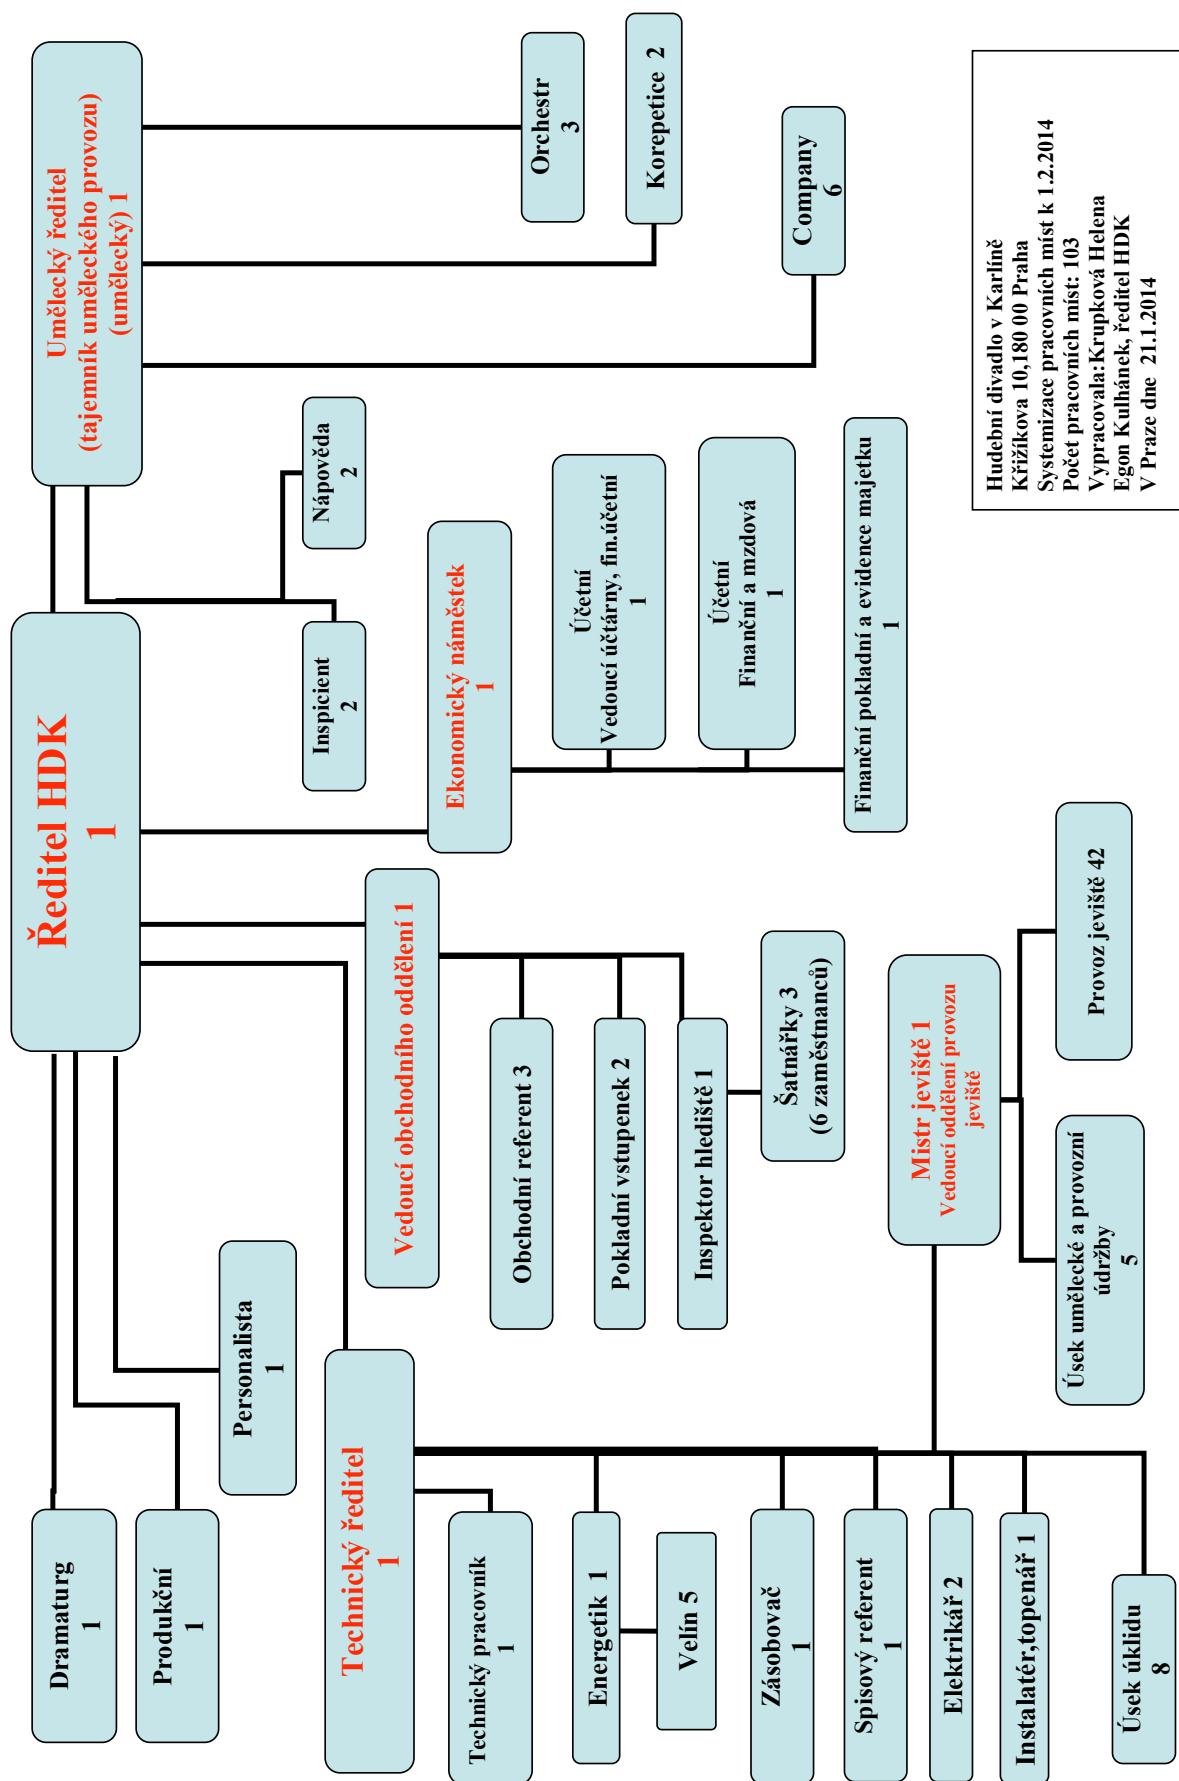 Ředitel HDK
1
Umělecký ředitel
(tajemník uměleckého provozu)
(umělecký) 1
Dramaturg
1
Produkční
1
Personalista
1
Inspicient
2
Nápověda
2
Orchestr
3
Korepetice 2
Company
6
Technický ředitel
1
Vedoucí obchodního oddělení 1
Ekonomický náměstek
1
Technický pracovník
1
Energetik 1
Velín 5
Zásobovač
1
Spisový referent
1
Elektrikář 2
Instalatér,topenář 1
Úsek úklidu
8
Obchodní referent 3
Pokladní vstupenek 2
Inspektor hlediště 1
Šatnářky 3
(6 zaměstnanců)
Účetní
Vedoucí účtárny, fin.účetní
1
Účetní
Finanční a mzdová
1
Finanční pokladní a evidence majetku
1
Mistr jeviště 1
Vedoucí oddělení provozu
jeviště
Úsek umělecké a provozní
údržby
5
Provoz jeviště 42
Hudební divadlo v Karlíně
Křižíkova 10,180 00 Praha
Systemizace pracovních míst k 1.2.2014
Počet pracovních míst: 103
Vypracovala:Krupková Helena
Egon Kulhánek, ředitel HDK
V Praze dne 21.1.2014